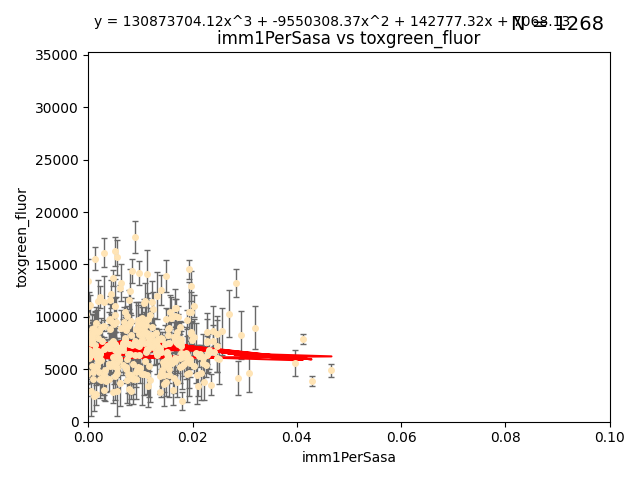 y = 130873704.12x^3 + -9550308.37x^2 + 142777.32x + 7068.13
N = 1268
imm1PerSasa vs toxgreen_fluor
35000
30000
25000
20000
15000
10000
5000
0
toxgreen_fluor
0.00 0.02 0.04 0.06 0.08 0.10
imm1PerSasa